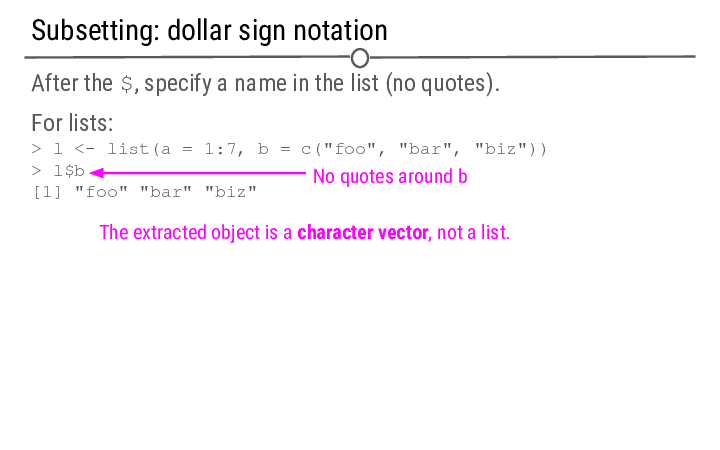 Subsetting: dollar sign notation
After the $, specify a name in the list (no quotes).
For lists:
> l <- list(a = 1:7, b = c("foo", "bar", "biz"))
> l$b
No quotes around b
[1] "foo" "bar" "biz"
The extracted object is a character vector, not a list.